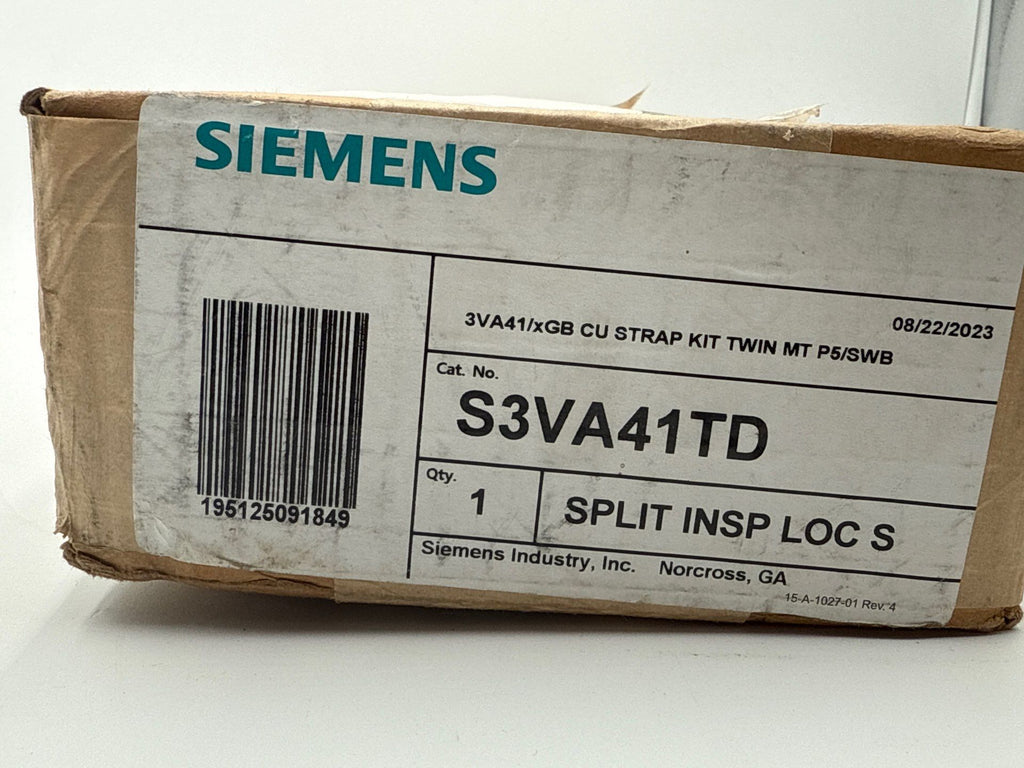 SIEMENS
08/22/2023
3VA41/xGB CU STRAP KIT TWIN MT P5/SWB
Cat. No.
S3VA41TD
195125091849
Qty.
1
SPLIT INSP LOC S
Siemens Industry, Inc. Norcross, GA
15-A-1027-01 Rev. 4